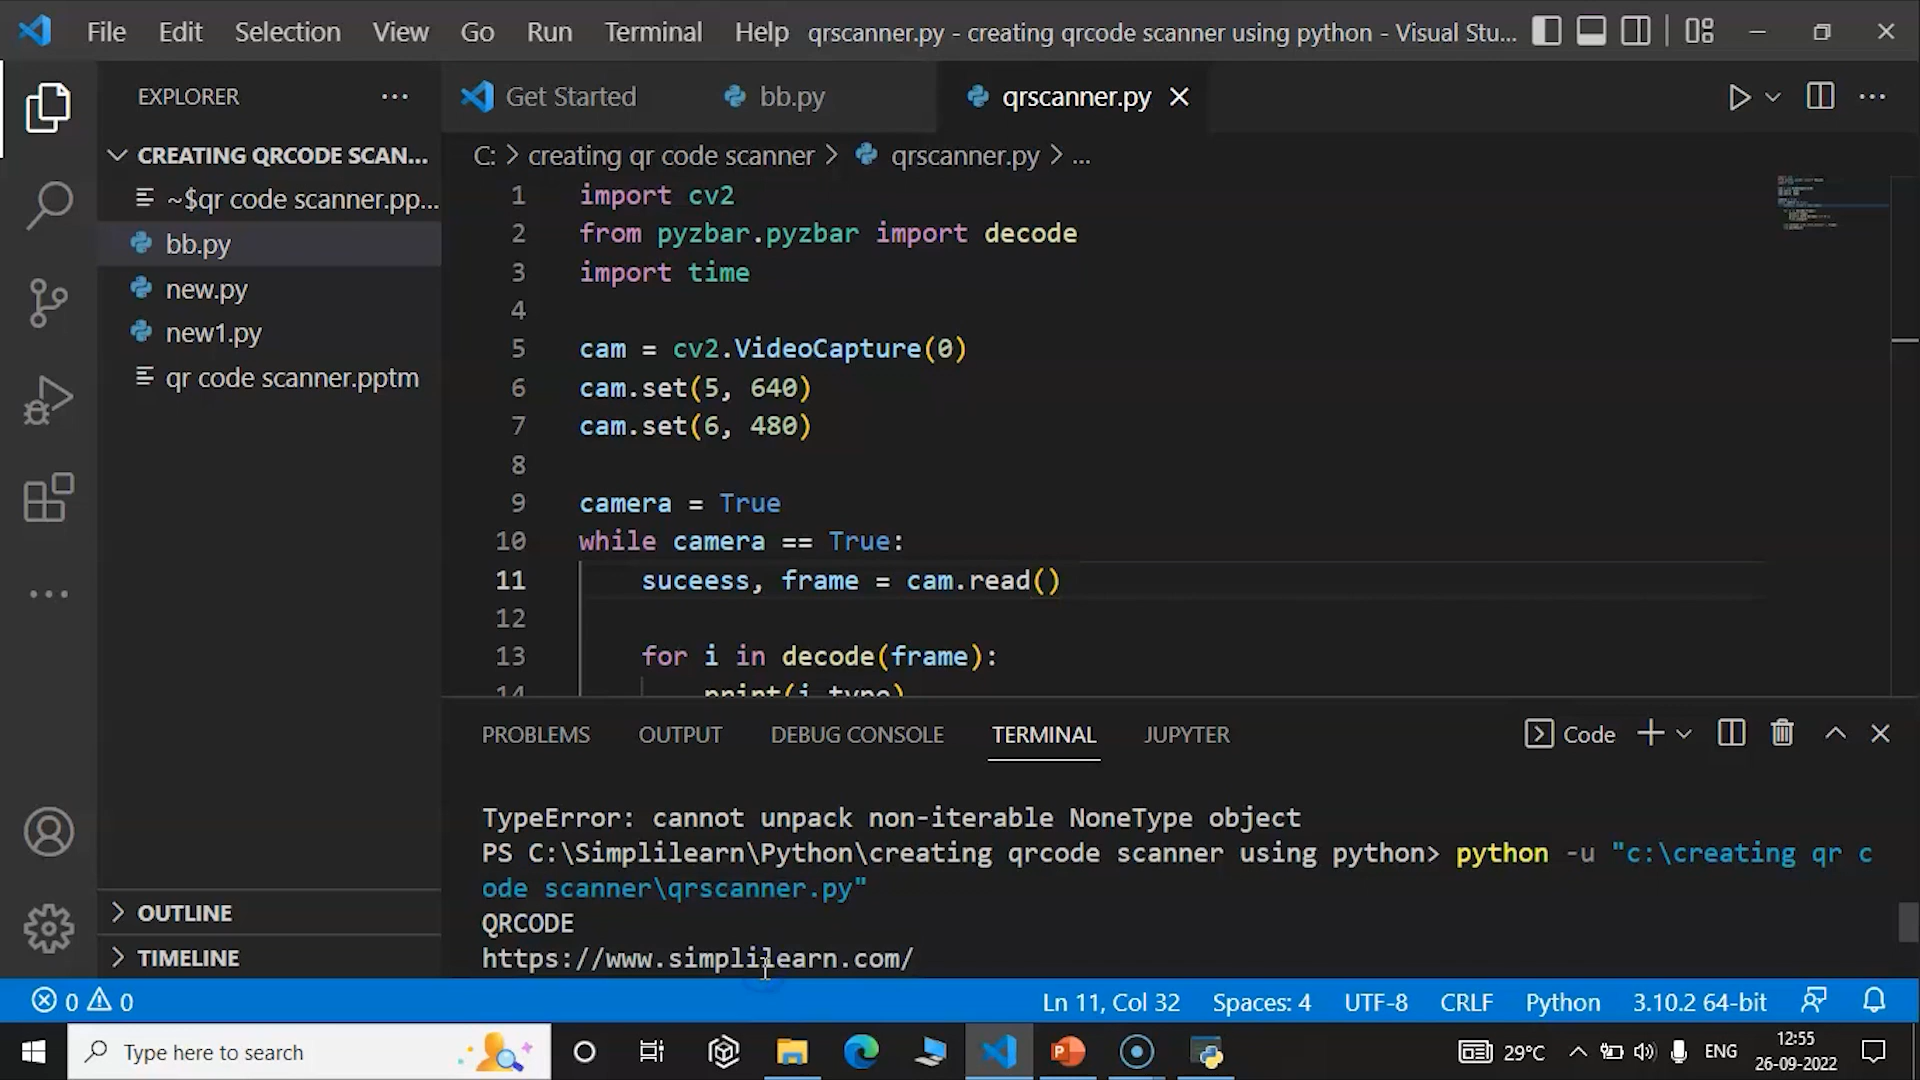 File Edit Selection View Go Run Terminal Help qrscanner.py - creating qrcode scanner using python - Visual Stu...
EXPLORER
CREATING QRCODE SCAN...
~$qr code scanner.pp...
bb.py
new.py
new1.py
qr code scanner.pptm
OUTLINE
TIMELINE
Get Started bb.py qrscanner.py
C: > creating qr code scanner > qrscanner.py > ...
1 import cv2
2 from pyzbar.pyzbar import decode
3 import time
4
5 cam = cv2.VideoCapture(0)
6 cam.set(5, 640)
7 cam.set(6, 480)
8
9 camera = True
10 while camera == True:
11 suceess, frame = cam.read()
12
13 for i in decode(frame):
14 print(i.type)
PROBLEMS OUTPUT DEBUG CONSOLE TERMINAL JUPYTER Code
TypeError: cannot unpack non-iterable NoneType object
PS C:\Simplilearn\Python\creating qrcode scanner using python> python -u "c:\creating qr c
ode scanner\qrscanner.py"
QRCODE
https://www.simplilearn.com/
0 0 Ln 11, Col 32 Spaces: 4 UTF-8 CRLF Python 3.10.2 64-bit
Type here to search 29°C ENG 12:55
26-09-2022